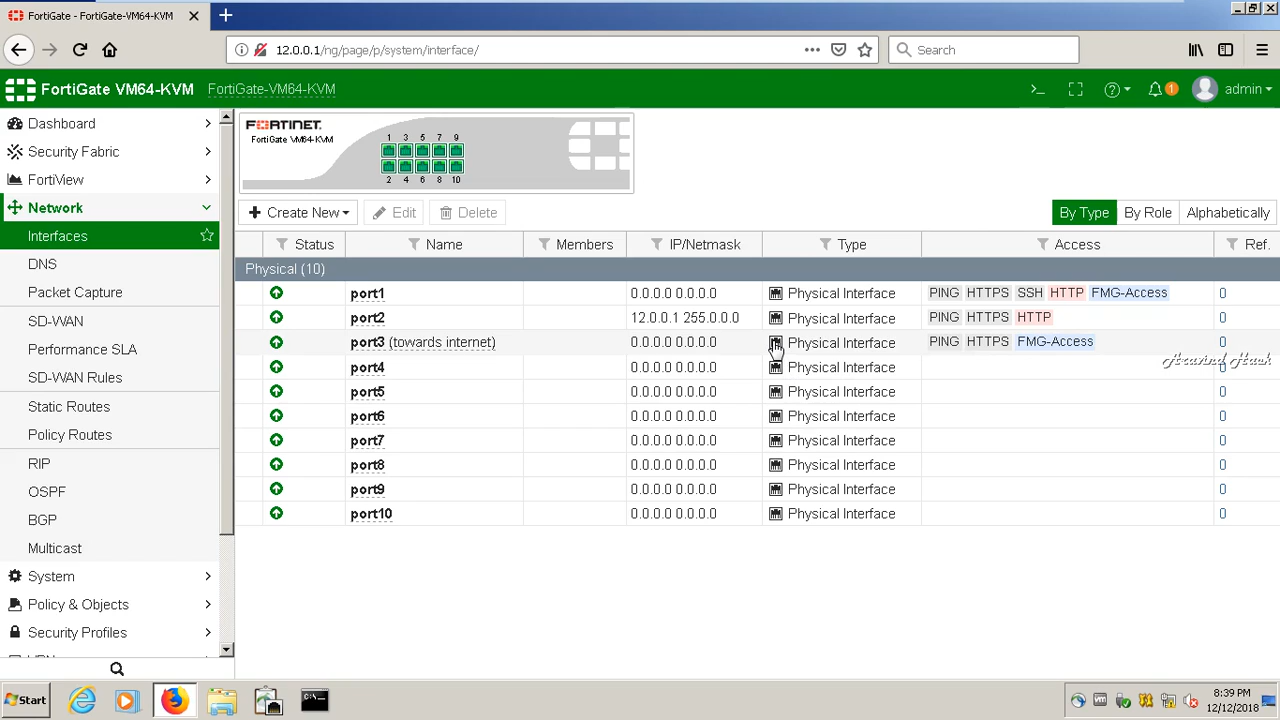 FortiGate - FortiGate-VM64-KVM
12.0.0.1/ng/page/p/system/interface/
Search
FortiGate VM64-KVM
FortiGate-VM64-KVM
1
admin
Dashboard
Security Fabric
FortiView
Network
Interfaces
DNS
Packet Capture
SD-WAN
Performance SLA
SD-WAN Rules
Static Routes
Policy Routes
RIP
OSPF
BGP
Multicast
System
Policy & Objects
Security Profiles
FORTINET
FortiGate VM64-KVM
1 3 5 7 9
2 4 6 8 10
Create New Edit Delete
By Type By Role Alphabetically
Status Name Members IP/Netmask Type Access Ref.
Physical (10)
port1 0.0.0.0 0.0.0.0 Physical Interface PING HTTPS SSH HTTP FMG-Access 0
port2 12.0.0.1 255.0.0.0 Physical Interface PING HTTPS HTTP 0
port3 (towards internet) 0.0.0.0 0.0.0.0 Physical Interface PING HTTPS FMG-Access 0
port4 0.0.0.0 0.0.0.0 Physical Interface 0
port5 0.0.0.0 0.0.0.0 Physical Interface 0
port6 0.0.0.0 0.0.0.0 Physical Interface 0
port7 0.0.0.0 0.0.0.0 Physical Interface 0
port8 0.0.0.0 0.0.0.0 Physical Interface 0
port9 0.0.0.0 0.0.0.0 Physical Interface 0
port10 0.0.0.0 0.0.0.0 Physical Interface 0
Start
8:39 PM
12/12/2018